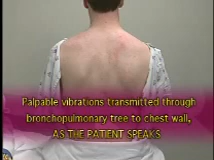 Palpable vibrations transmitted through
bronchopulmonary tree to chest wall,
AS THE PATIENT SPEAKS